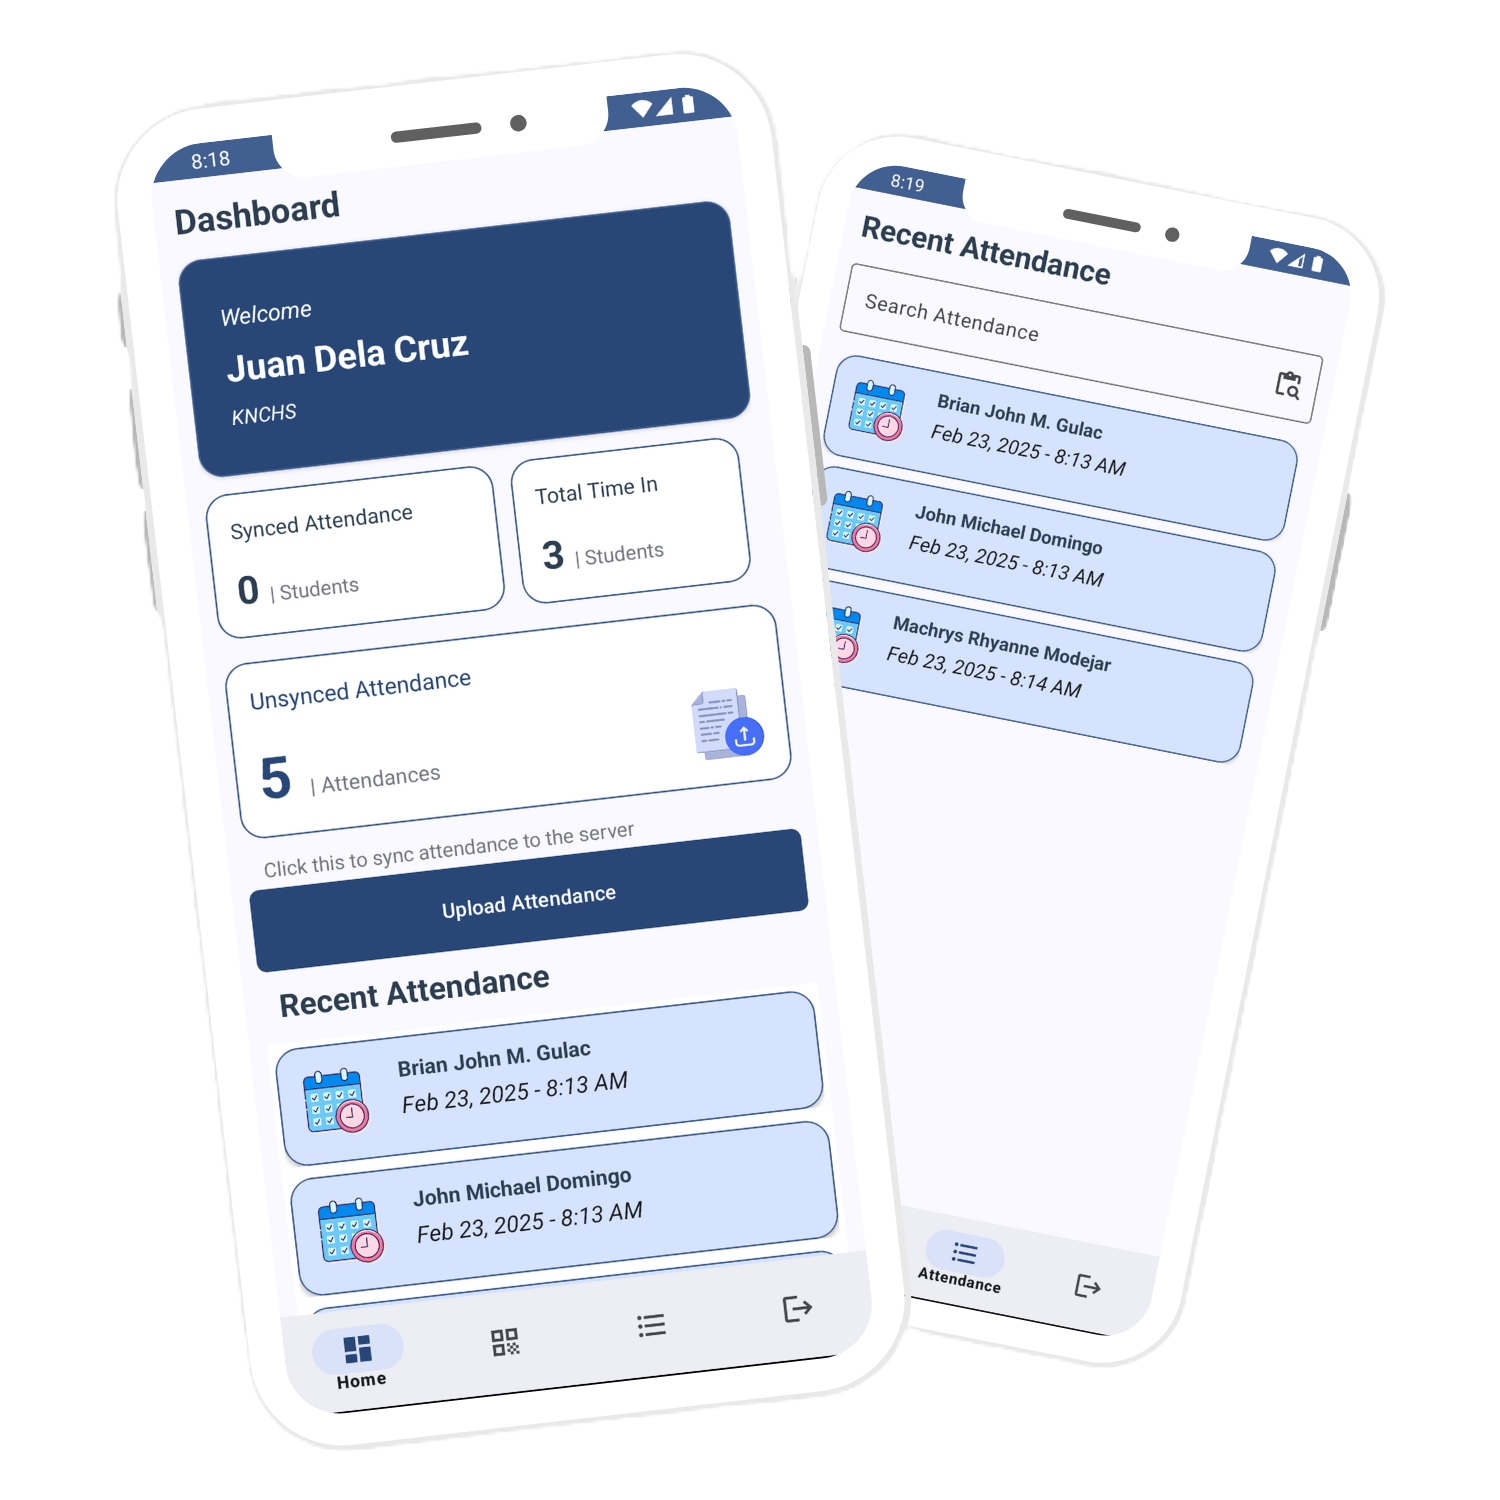 8:18
Dashboard
Welcome
Juan Dela Cruz
KNCHS
Synced Attendance
0 | Students
Total Time In
3 | Students
Unsynced Attendance
5 | Attendances
Click this to sync attendance to the server
Upload Attendance
Recent Attendance
Brian John M. Gulac
Feb 23, 2025 - 8:13 AM
John Michael Domingo
Feb 23, 2025 - 8:13 AM
Home
8:19
Recent Attendance
Search Attendance
Brian John M. Gulac
Feb 23, 2025 - 8:13 AM
John Michael Domingo
Feb 23, 2025 - 8:13 AM
Machrys Rhyanne Modejar
Feb 23, 2025 - 8:14 AM
Attendance